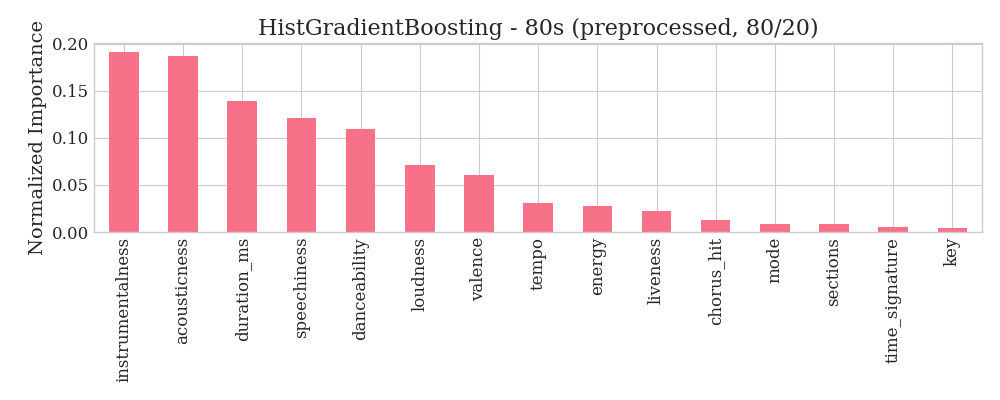 HistGradientBoosting - 80s (preprocessed, 80/20)
Normalized Importance
0.20
0.15
0.10
0.05
0.00
instrumentalness
acousticness
duration_ms
speechiness
danceability
loudness
valence
tempo
energy
liveness
chorus_hit
mode
sections
time_signature
key